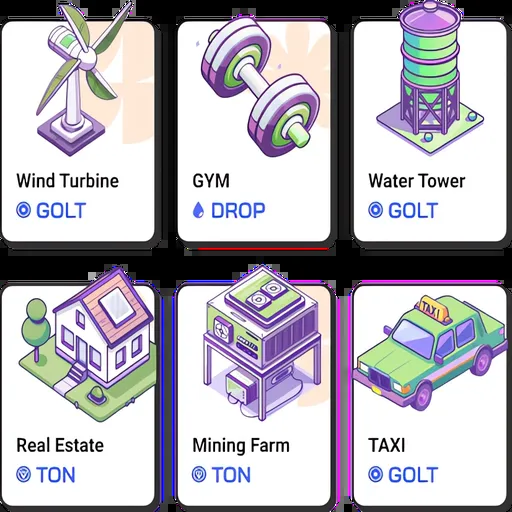 Wind Turbine
GOLT
GYM
DROP
Water Tower
GOLT
Real Estate
TON
Mining Farm
TON
TAXI
TAXI
GOLT